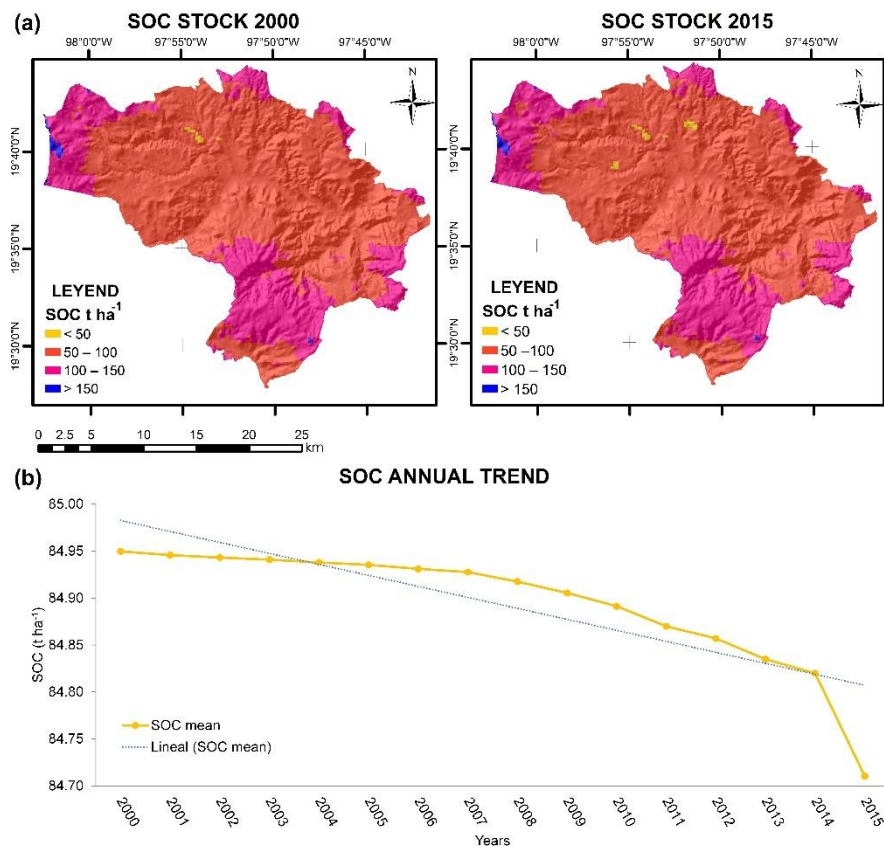 (a)
SOC STOCK 2000
SOC STOCK 2015
98°0'0"W 97°55'0"W 97°50'0"W 97°45'0"W
98°0'0"W 97°55'0"W 97°50'0"W 97°45'0"W
N
N
19°40'0"N
19°35'0"N
19°30'0"N
19°40'0"N
19°35'0"N
19°30'0"N
LEYEND
SOC t ha⁻¹
< 50
50 – 100
100 – 150
> 150
LEYEND
SOC t ha⁻¹
< 50
50 –100
100 – 150
> 150
0 2.5 5 10 15 20 25
km
(b)
SOC ANNUAL TREND
85.00
84.95
84.90
84.85
84.80
84.75
84.70
SOC (t ha⁻¹)
SOC mean
Lineal (SOC mean)
2000 2001 2002 2003 2004 2005 2006 2007 2008 2009 2010 2011 2012 2013 2014 2015
Years